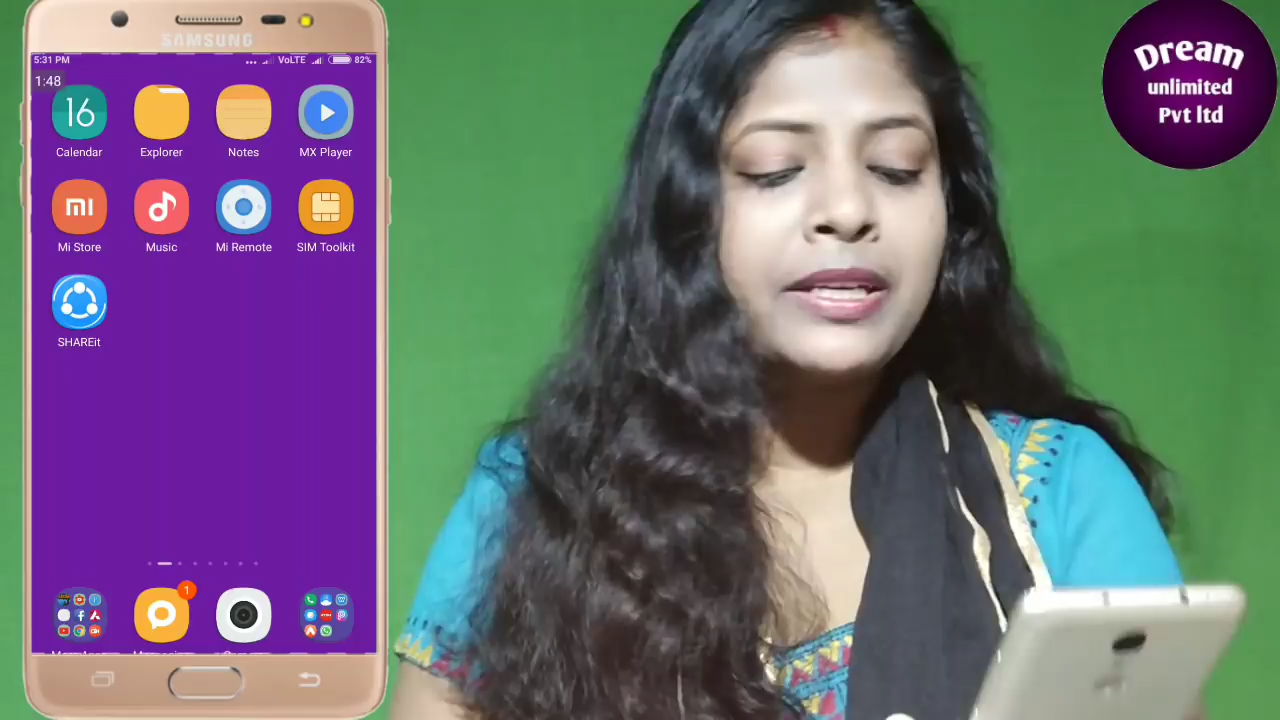 SAMSUNG
5:31 PM
VoLTE
82%
1:48
16
Calendar
Explorer
Notes
MX Player
mi
Mi Store
Music
Mi Remote
SIM Toolkit
SHAREit
1
Dream
unlimited
Pvt ltd